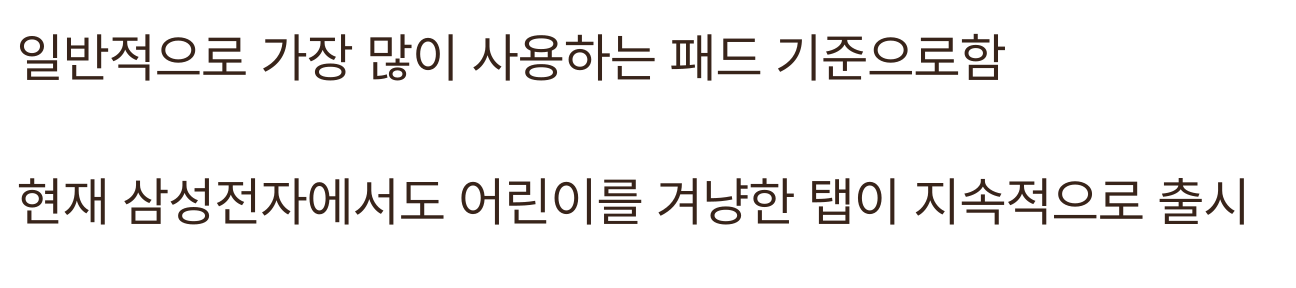 일반적으로 가장 많이 사용하는 패드 기준으로함
현재 삼성전자에서도 어린이를 겨냥한 탭이 지속적으로 출시